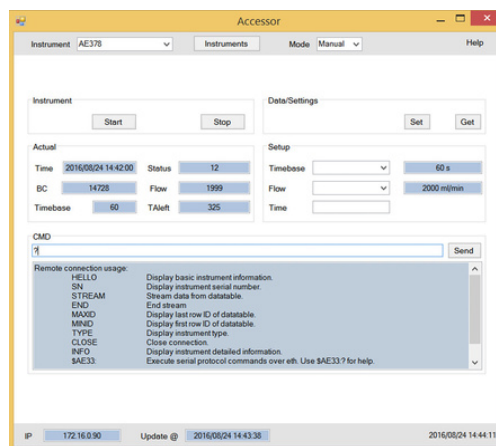 Accessor
Instrument AE378 Instruments Mode Manual Help
Instrument Data/Settings
Start Stop Set Get
Actual Setup
Time 2016/08/24 14:42:00 Status 12 Timebase 60 s
BC 14728 Flow 1999 Flow 2000 ml/min
Timebase 60 TAleft 325 Time
CMD
? Send
Remote connection usage:
HELLO Display basic instrument information.
SN Display instrument serial number.
STREAM Stream data from datatable.
END End stream
MAXID Display last row ID of datatable.
MINID Display first row ID of datatable.
TYPE Display instrument type.
CLOSE Close connection.
INFO Display instrument detailed information.
$AE33: Execute serial protocol commands over eth. Use $AE33:? for help.
IP 172.16.0.90 Update @ 2016/08/24 14:43:38 2016/08/24 14:44:11